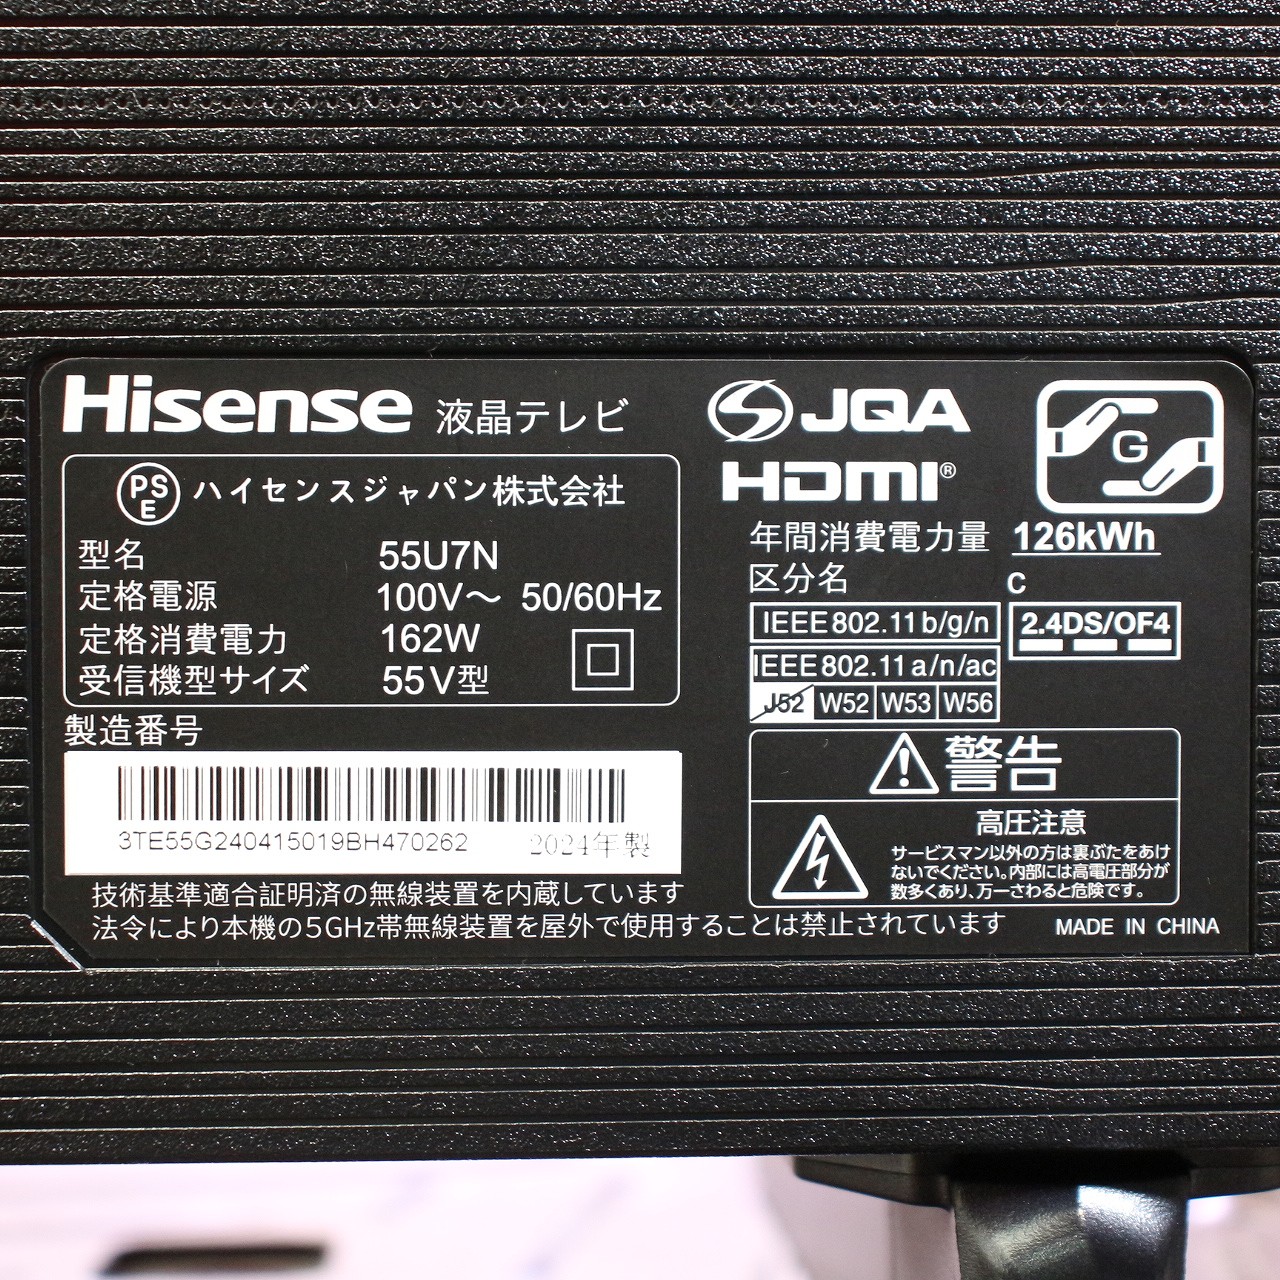 Hisense 液晶テレビ
PSE ハイセンスジャパン株式会社
型名 55U7N
定格電源 100V～ 50/60Hz
定格消費電力 162W
受信機型サイズ 55V型
製造番号
3TE55G240415019BH470262 2024年製
技術基準適合証明済の無線装置を内蔵しています
法令により本機の5GHz帯無線装置を屋外で使用することは禁止されています
S JQA
HDMI®
G
年間消費電力量 126kWh
区分名 C
IEEE802.11b/g/n
2.4DS/OF4
IEEE802.11a/n/ac
J52 W52 W53 W56
警告
高圧注意
サービスマン以外の方は裏ぶたをあけ
ないでください。内部には高電圧部分が
数多くあり、万一さわると危険です。
MADE IN CHINA